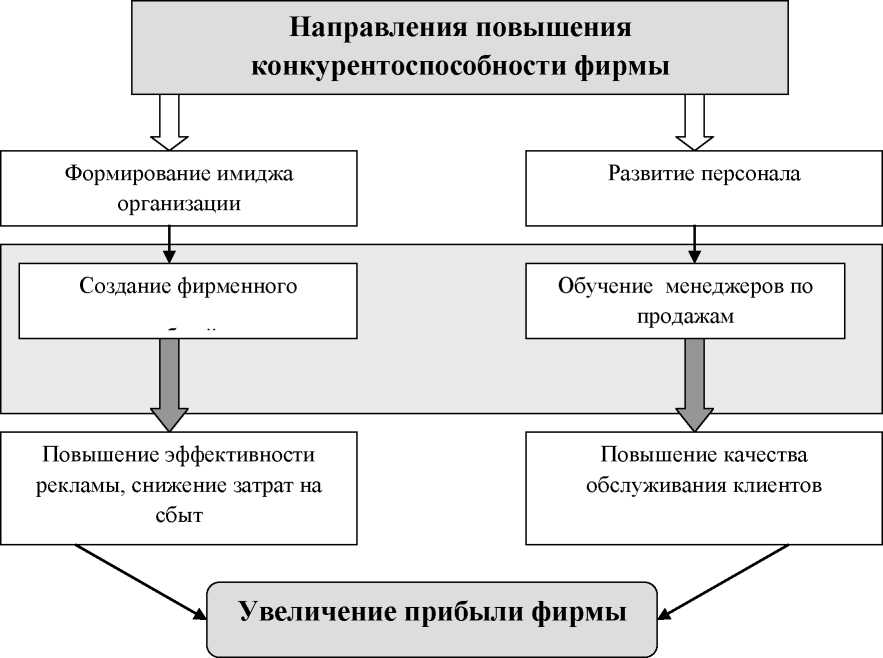 Направления повышения
конкурентоспособности фирмы
Формирование имиджа
организации
Развитие персонала
Создание фирменного
Обучение менеджеров по
продажам
Повышение эффективности
рекламы, снижение затрат на
сбыт
Повышение качества
обслуживания клиентов
Увеличение прибыли фирмы